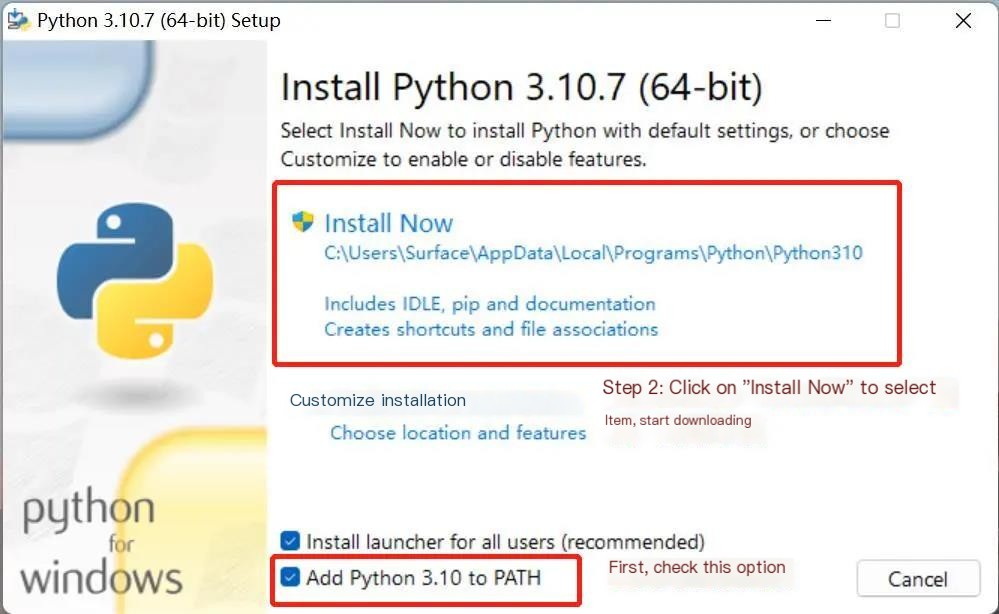 Python 3.10.7 (64-bit) Setup
Install Python 3.10.7 (64-bit)
Select Install Now to install Python with default settings, or choose
Customize to enable or disable features.
Install Now
C:\Users\Surface\AppData\Local\Programs\Python\Python310
Includes IDLE, pip and documentation
Creates shortcuts and file associations
Step 2: Click on "Install Now" to select
Item, start downloading
Customize installation
Choose location and features
python
for
windows
Install launcher for all users (recommended)
Add Python 3.10 to PATH
First, check this option
Cancel